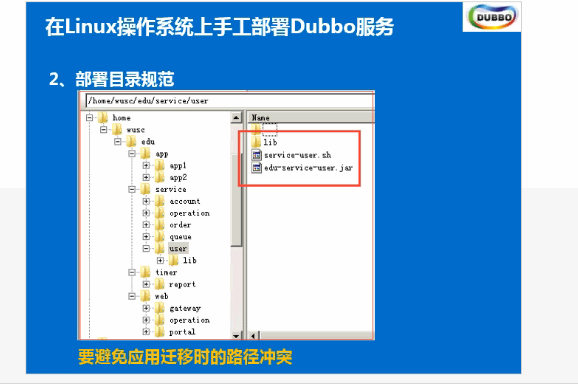 在Linux操作系统上手工部署Dubbo服务
DUBBO
2、部署目录规范
/home/wusc/edu/service/user
home
wusc
edu
app
app1
app2
service
account
operation
order
queue
user
lib
timer
report
web
gateway
operation
portal
Name
lib
service-user.sh
edu-service-user.jar
要避免应用迁移时的路径冲突